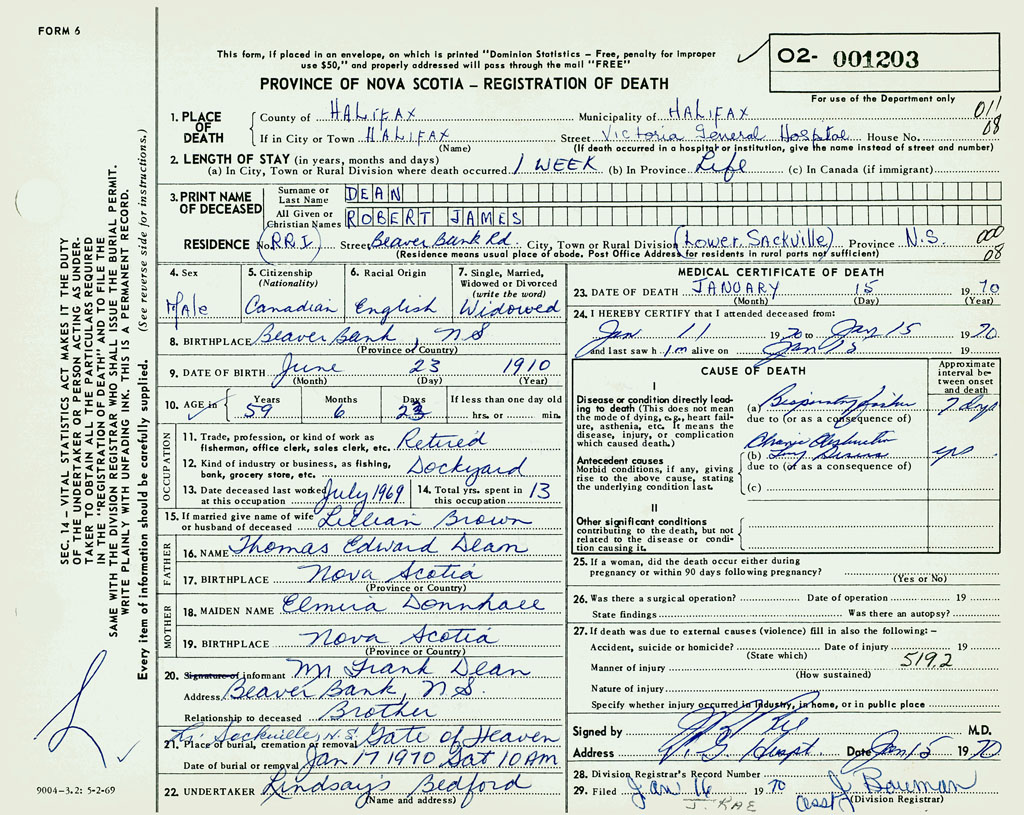 FORM 6
This form, if placed in an envelope, on which is printed "Dominion Statistics – Free, penalty for improper
use $50," and properly addressed will pass through the mail "FREE"
PROVINCE OF NOVA SCOTIA – REGISTRATION OF DEATH
O2- 001203
For use of the Department only
011
08
1. PLACE OF DEATH
County of HALIFAX Municipality of HALIFAX
If in City or Town HALIFAX Street Victoria General Hospital House No.
(Name) (If death occurred in a hospital or institution, give the name instead of street and number)
2. LENGTH OF STAY (in years, months and days)
(a) In City, Town or Rural Division where death occurred 1 WEEK (b) In Province Life (c) In Canada (if immigrant)
3. PRINT NAME OF DECEASED
Surname or Last Name DEAN
All Given or Christian Names ROBERT JAMES
RESIDENCE No. RR1 Street Beaver Bank Rd. City, Town or Rural Division (Lower Sackville) Province N.S.
(Residence means usual place of abode. Post Office Address for residents in rural parts not sufficient)
000
08
4. Sex Male
5. Citizenship (Nationality) Canadian
6. Racial Origin English
7. Single, Married, Widowed or Divorced (write the word) Widowed
8. BIRTHPLACE Beaver Bank, NS
(Province or Country)
9. DATE OF BIRTH June 23 1910
(Month) (Day) (Year)
10. AGE in Years 59 Months 6 Days 23 If less than one day old hrs. or min.
OCCUPATION
11. Trade, profession, or kind of work as
fisherman, office clerk, sales clerk, etc. Retired
12. Kind of industry or business, as fishing,
bank, grocery store, etc. Dockyard
13. Date deceased last worked at this occupation July 1969
14. Total yrs. spent in this occupation 13
15. If married give name of wife or husband of deceased Lillian Brown
FATHER
16. NAME Thomas Edward Dean
17. BIRTHPLACE Nova Scotia
(Province or Country)
MOTHER
18. MAIDEN NAME Elmira
19. BIRTHPLACE Nova Scotia
(Province or Country)
20. Signature of informant Mr Frank Dean
Address Beaver Bank, NS.
Relationship to deceased Brother
Sackville, N.S. Gate of Heaven
21. Place of burial, cremation or removal
Date of burial or removal Jan 17 1970 Sat 10 AM
22. UNDERTAKER Lindsay's Bedford
(Name and address)
MEDICAL CERTIFICATE OF DEATH
23. DATE OF DEATH JANUARY 15 19 70
(Month) (Day) (Year)
24. I HEREBY CERTIFY that I attended deceased from:
Jan 11 1970 to Jan 15 1970
and last saw him alive on Jan 15 19
CAUSE OF DEATH
Approximate interval between onset and death
I
Disease or condition directly leading to death (This does not mean the mode of dying, e.g., heart failure, asthenia, etc. It means the disease, injury, or complication which caused death.)
(a) Respiratory failure 7 dys
due to (or as a consequence of)
Antecedent causes
Morbid conditions, if any, giving rise to the above cause, stating the underlying condition last.
Chronic Obstructive
(b) Lung Disease yrs
due to (or as a consequence of)
(c)
II
Other significant conditions
contributing to the death, but not related to the disease or condition causing it.
25. If a woman, did the death occur either during
pregnancy or within 90 days following pregnancy?
(Yes or No)
26. Was there a surgical operation? Date of operation 19
State findings Was there an autopsy?
27. If death was due to external causes (violence) fill in also the following: –
Accident, suicide or homicide? Date of injury 19
(State which) 519.2
Manner of injury
(How sustained)
Nature of injury
Specify whether injury occurred in industry, in home, or in public place
Signed by M.D.
Address V. G. Hospt. Date Jan 15 1970
28. Division Registrar's Record Number
29. Filed Jan 16 1970 J Bauman
J. RAE asst (Division Registrar)
SEC. 14 – VITAL STATISTICS ACT MAKES IT THE DUTY
OF THE UNDERTAKER OR PERSON ACTING AS UNDER-
TAKER TO OBTAIN ALL THE PARTICULARS REQUIRED
IN THE "REGISTRATION OF DEATH" AND TO FILE THE
SAME WITH THE DIVISION REGISTRAR WHO SHALL ISSUE THE BURIAL PERMIT.
WRITE PLAINLY WITH UNFADING INK. THIS IS A PERMANENT RECORD.
Every item of information should be carefully supplied. (See reverse side for instructions.)
9004-3.2: 5-2-69